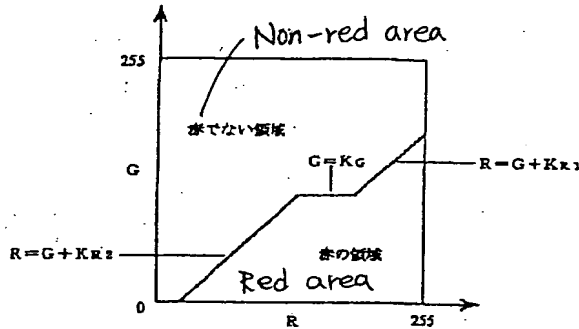 Non-red area
255
赤でない領域
G
G=KG
R=G+KR1
R=G+KR2
赤の領域
Red area
0
R
255